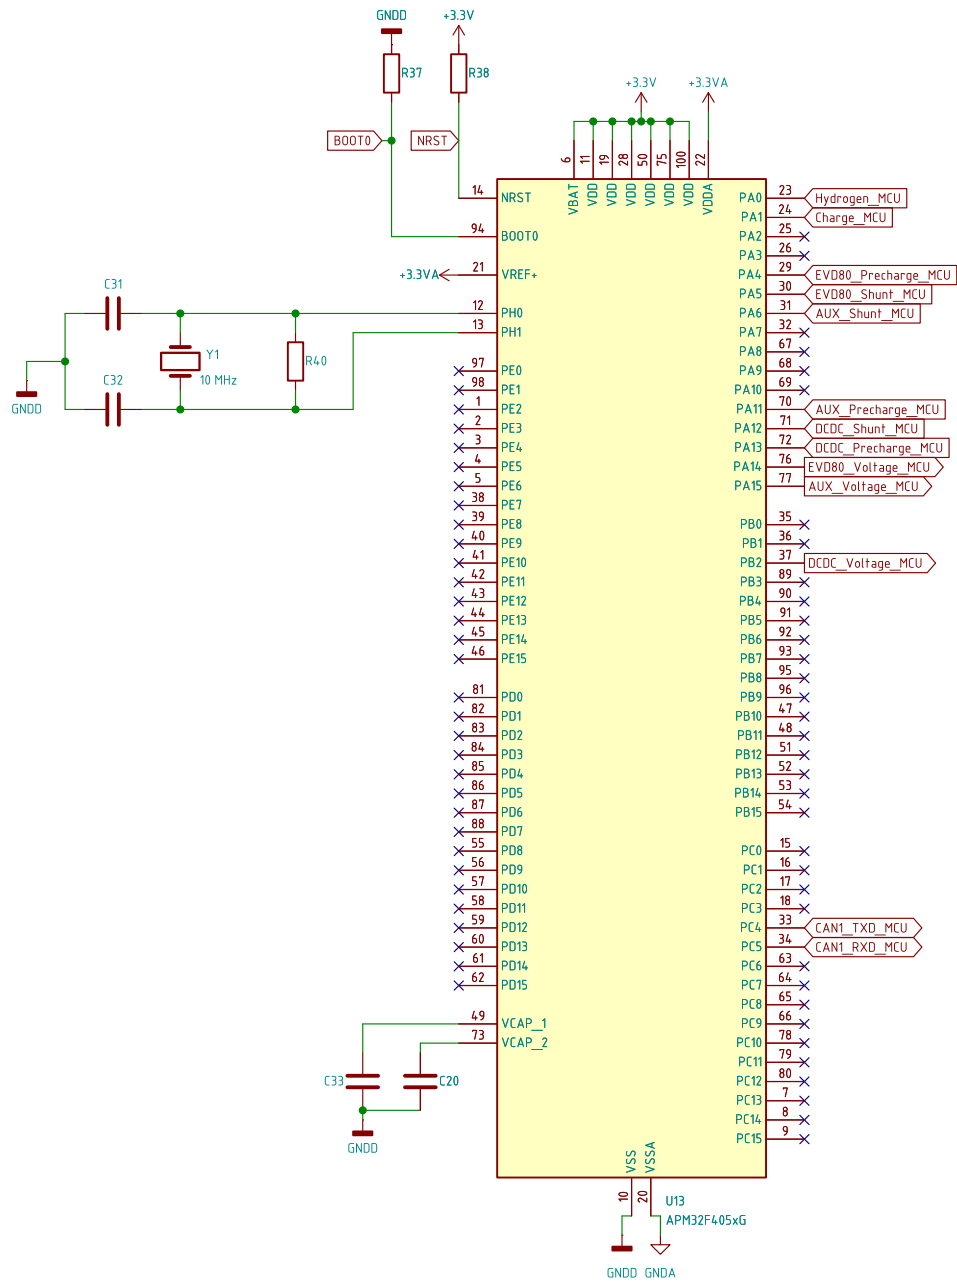 GNDD
+3.3V
R37
R38
BOOT0
NRST
+3.3V
+3.3VA
6
11
19
28
50
75
100
22
VBAT
VDD
VDD
VDD
VDD
VDD
VDD
VDDA
14 NRST
94 BOOT0
+3.3VA
21 VREF+
12 PH0
13 PH1
C31
C32
Y1
10 MHz
R40
GNDD
97 PE0
98 PE1
1 PE2
2 PE3
3 PE4
4 PE5
5 PE6
38 PE7
39 PE8
40 PE9
41 PE10
42 PE11
43 PE12
44 PE13
45 PE14
46 PE15
81 PD0
82 PD1
83 PD2
84 PD3
85 PD4
86 PD5
87 PD6
88 PD7
55 PD8
56 PD9
57 PD10
58 PD11
59 PD12
60 PD13
61 PD14
62 PD15
49 VCAP_1
73 VCAP_2
C33
C20
GNDD
PA0 23 Hydrogen_MCU
PA1 24 Charge_MCU
PA2 25
PA3 26
PA4 29 EVD80_Precharge_MCU
PA5 30 EVD80_Shunt_MCU
PA6 31 AUX_Shunt_MCU
PA7 32
PA8 67
PA9 68
PA10 69
PA11 70 AUX_Precharge_MCU
PA12 71 DCDC_Shunt_MCU
PA13 72 DCDC_Precharge_MCU
PA14 76 EVD80_Voltage_MCU
PA15 77 AUX_Voltage_MCU
PB0 35
PB1 36
PB2 37 DCDC_Voltage_MCU
PB3 89
PB4 90
PB5 91
PB6 92
PB7 93
PB8 95
PB9 96
PB10 47
PB11 48
PB12 51
PB13 52
PB14 53
PB15 54
PC0 15
PC1 16
PC2 17
PC3 18
PC4 33 CAN1_TXD_MCU
PC5 34 CAN1_RXD_MCU
PC6 63
PC7 64
PC8 65
PC9 66
PC10 78
PC11 79
PC12 80
PC13 7
PC14 8
PC15 9
VSS
VSSA
10
20
U13
APM32F405xG
GNDD
GNDA